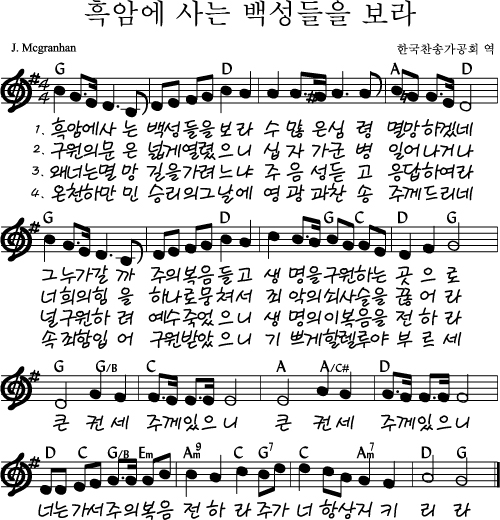 흑암에 사는 백성들을 보라
J. Mcgranhan 한국찬송가공회 역
G D A D
1. 흑암에사 는 백성들을보라 수 많 은심 령 멸망하겠네
2. 구원의문 은 넓게열렸으니 십 자 가군 병 일어나거나
3. 왜너는멸 망 길을가려느냐 주 음 성듣 고 응답하여라
4. 온천하만 민 승리의그날에 영 광 과찬 송 주께드리네
G D G C D G
그누가갈 까 주의복음들고 생 명을구원하는 곳 으 로
너희의힘 을 하나로뭉쳐서 죄 악의쇠사슬을 끊 어 라
널구원하 려 예수죽었으니 생 명의이복음을 전 하 라
속죄함입 어 구원받았으니 기 쁘게할렐루야 부 르 세
G G/B C A A/C# D
큰 권 세 주께있으니 큰 권 세 주께있으니
D C G/B Em Am9 C G7 C Am7 D G
너는가서주의복음 전 하 라 주가 너 항상지 키 리 라